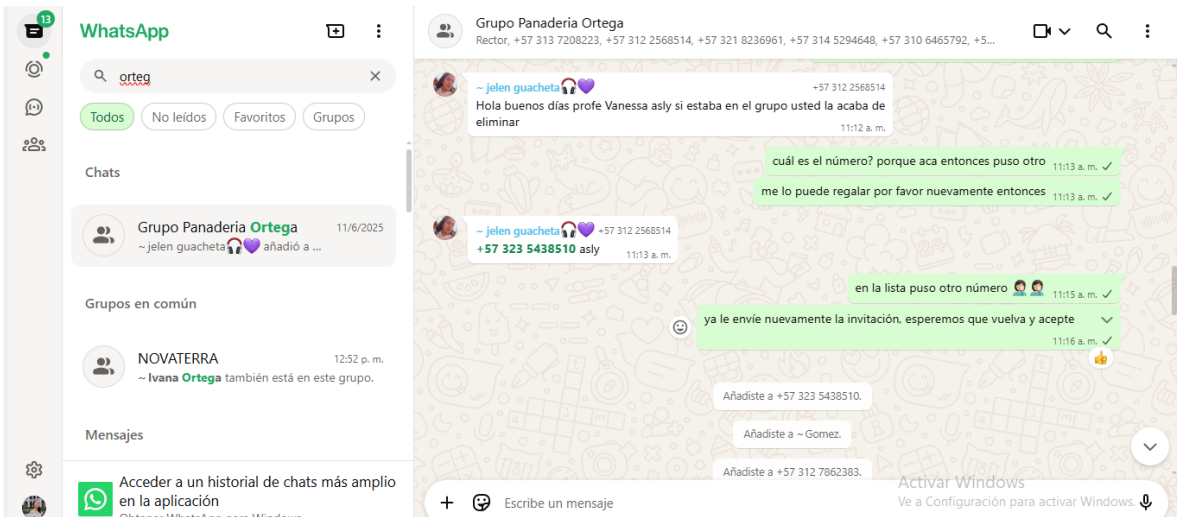 13
WhatsApp
orteg
Todos
No leídos
Favoritos
Grupos
Chats
Grupo Panaderia Ortega
11/6/2025
~ jelen guacheta🎧💜 añadió a ...
Grupos en común
NOVATERRA
12:52 p. m.
~ Ivana Ortega también está en este grupo.
Mensajes
Acceder a un historial de chats más amplio
en la aplicación
Obtener WhatsApp para Windows
Grupo Panaderia Ortega
Rector, +57 313 7208223, +57 312 2568514, +57 321 8236961, +57 314 5294648, +57 310 6465792, +5...
~ jelen guacheta🎧💜
+57 312 2568514
Hola buenos días profe Vanessa asly si estaba en el grupo usted la acaba de
eliminar
11:12 a. m.
cuál es el número? porque aca entonces puso otro
11:13 a. m.
me lo puede regalar por favor nuevamente entonces
11:13 a. m.
~ jelen guacheta🎧💜 +57 312 2568514
+57 323 5438510 asly
11:13 a. m.
en la lista puso otro número 🤦🏻‍♀️ 🤦🏻‍♀️
11:15 a. m.
ya le envíe nuevamente la invitación, esperemos que vuelva y acepte
11:16 a. m.
👍
Añadiste a +57 323 5438510.
Añadiste a ~ Gomez.
Añadiste a +57 312 7862383.
Escribe un mensaje
Activar Windows
Ve a Configuración para activar Windows.